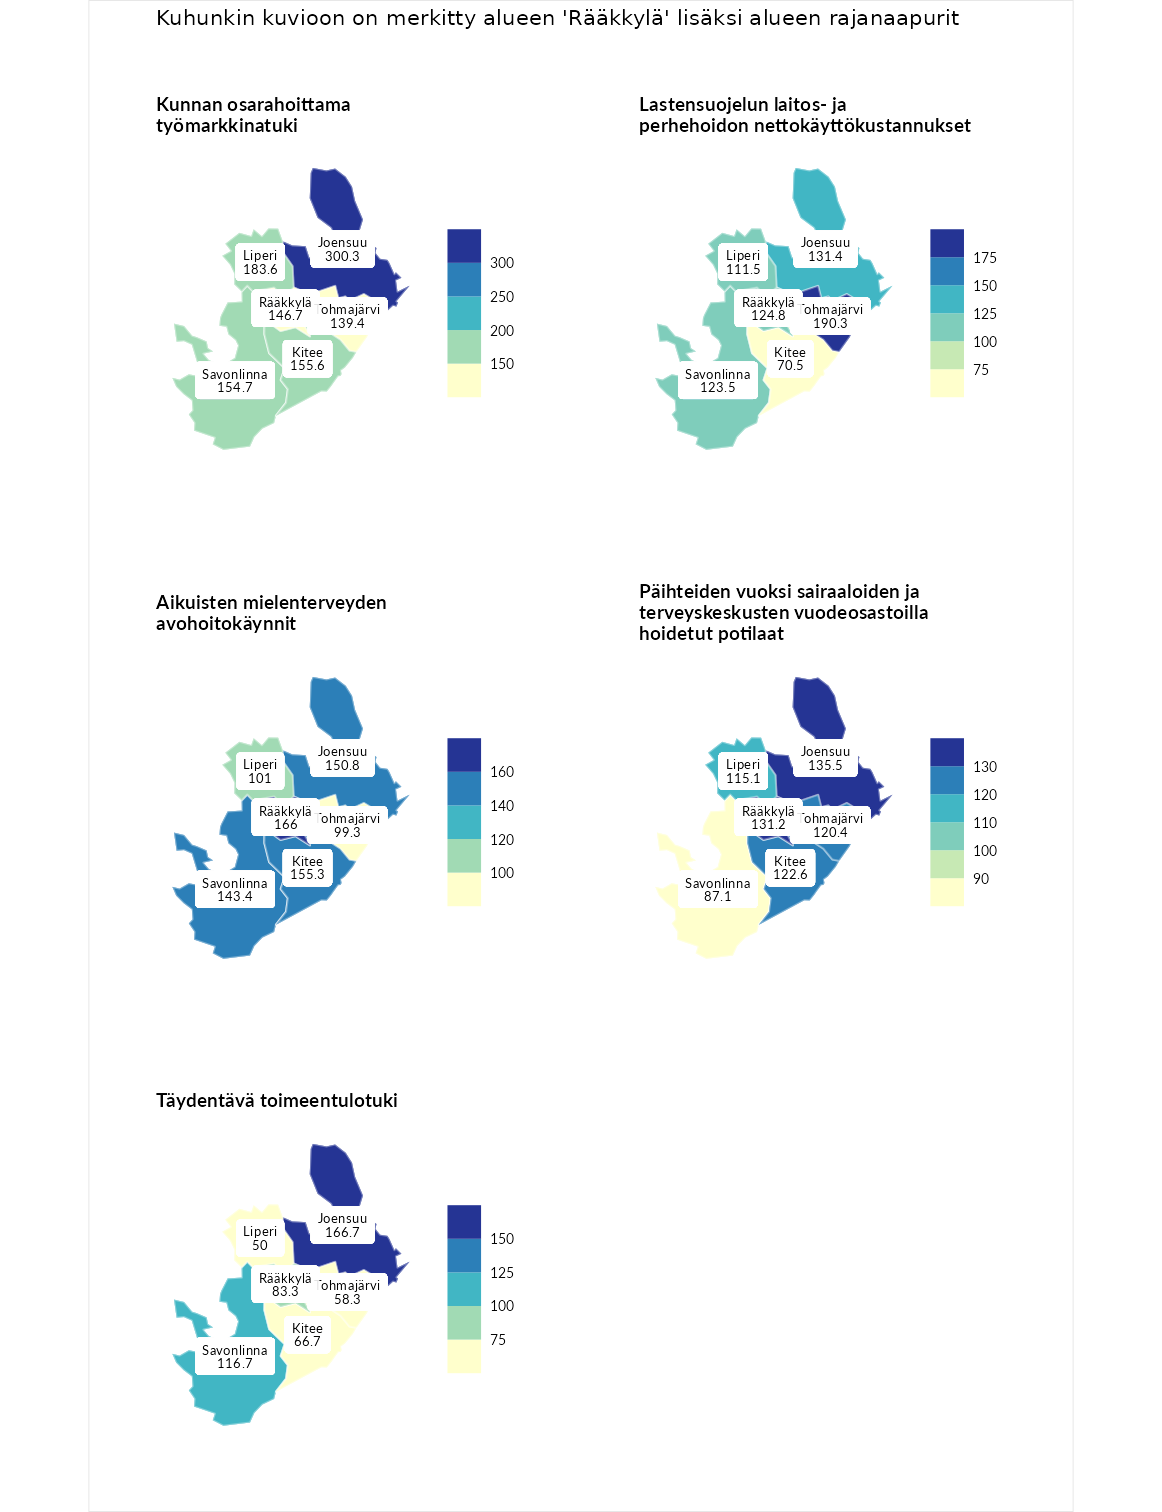 Kuhunkin kuvioon on merkitty alueen 'Rääkkylä' lisäksi alueen rajanaapurit
Kunnan osarahoittama
työmarkkinatuki
Joensuu
300.3
Liperi
183.6
Rääkkylä
146.7
Tohmajärvi
139.4
Kitee
155.6
Savonlinna
154.7
300
250
200
150
Lastensuojelun laitos- ja
perhehoidon nettokäyttökustannukset
Joensuu
131.4
Liperi
111.5
Rääkkylä
124.8
Tohmajärvi
190.3
Kitee
70.5
Savonlinna
123.5
175
150
125
100
75
Aikuisten mielenterveyden
avohoitokäynnit
Joensuu
150.8
Liperi
101
Rääkkylä
166
Tohmajärvi
99.3
Kitee
155.3
Savonlinna
143.4
160
140
120
100
Päihteiden vuoksi sairaaloiden ja
terveyskeskusten vuodeosastoilla
hoidetut potilaat
Joensuu
135.5
Liperi
115.1
Rääkkylä
131.2
Tohmajärvi
120.4
Kitee
122.6
Savonlinna
87.1
130
120
110
100
90
Täydentävä toimeentulotuki
Joensuu
166.7
Liperi
50
Rääkkylä
83.3
Tohmajärvi
58.3
Kitee
66.7
Savonlinna
116.7
150
125
100
75